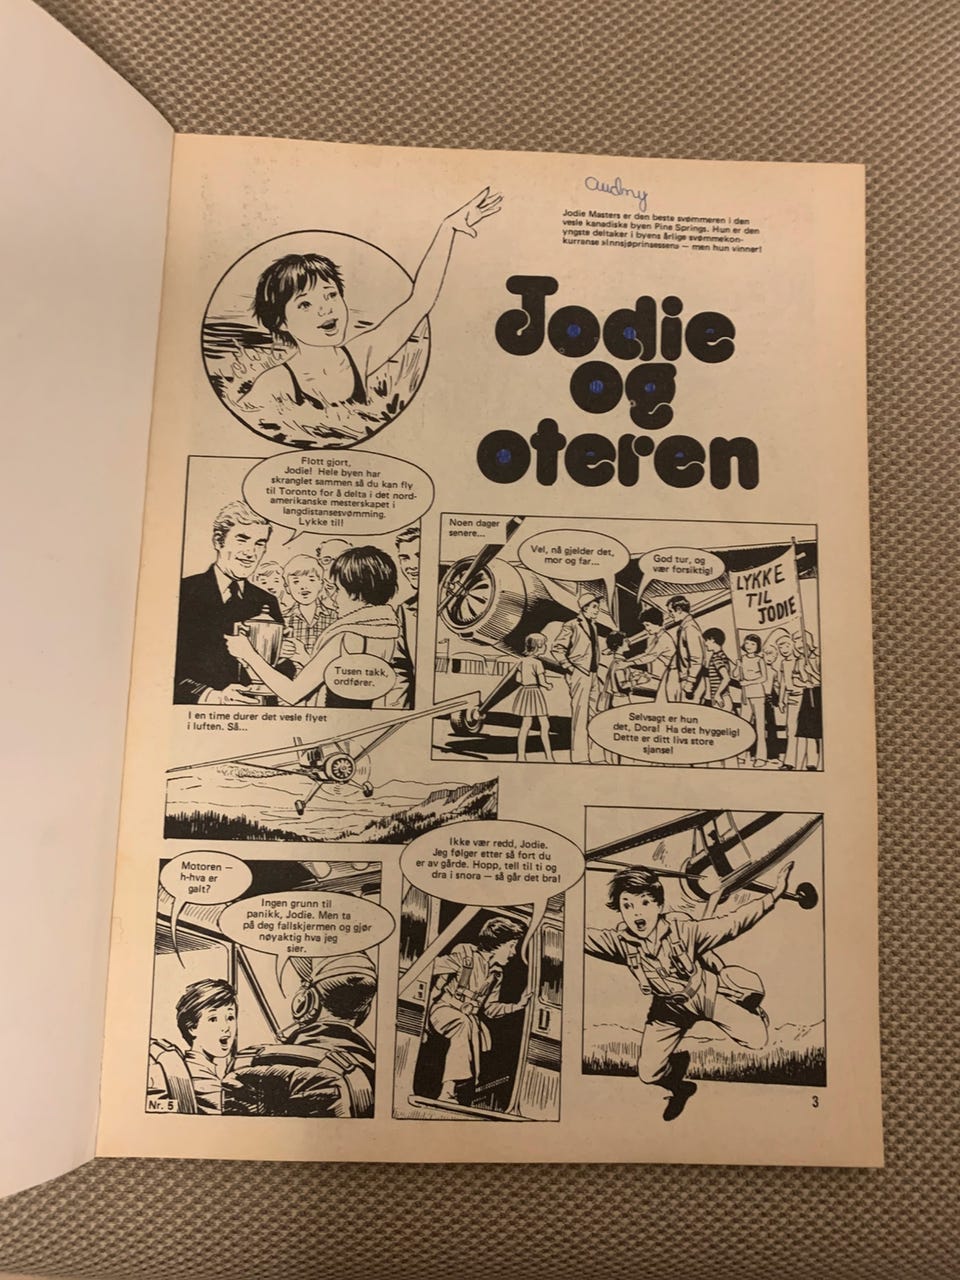 audny
Jodie Masters er den beste svømmeren i den
vesle kanadiske byen Pine Springs. Hun er den
yngste deltaker i byens årlige svømmekon-
kurranse »Innsjøprinsessen» — men hun vinner!
Jodie
og
oteren
Flott gjort,
Jodie! Hele byen har
skranglet sammen så du kan fly
til Toronto for å delta i det nord-
amerikanske mesterskapet i
langdistansesvømming.
Lykke til!
Tusen takk,
ordfører.
Noen dager
senere...
Vel, nå gjelder det,
mor og far...
God tur, og
vær forsiktig!
LYKKE
TIL
JODIE
Selvsagt er hun
det, Dora! Ha det hyggelig!
Dette er ditt livs store
sjanse!
I en time durer det vesle flyet
i luften. Så...
Motoren —
h-hva er
galt?
Ingen grunn til
panikk, Jodie. Men ta
på deg fallskjermen og gjør
nøyaktig hva jeg
sier.
Ikke vær redd, Jodie.
Jeg følger etter så fort du
er av gårde. Hopp, tell til ti og
dra i snora — så går det bra!
Nr. 5
3